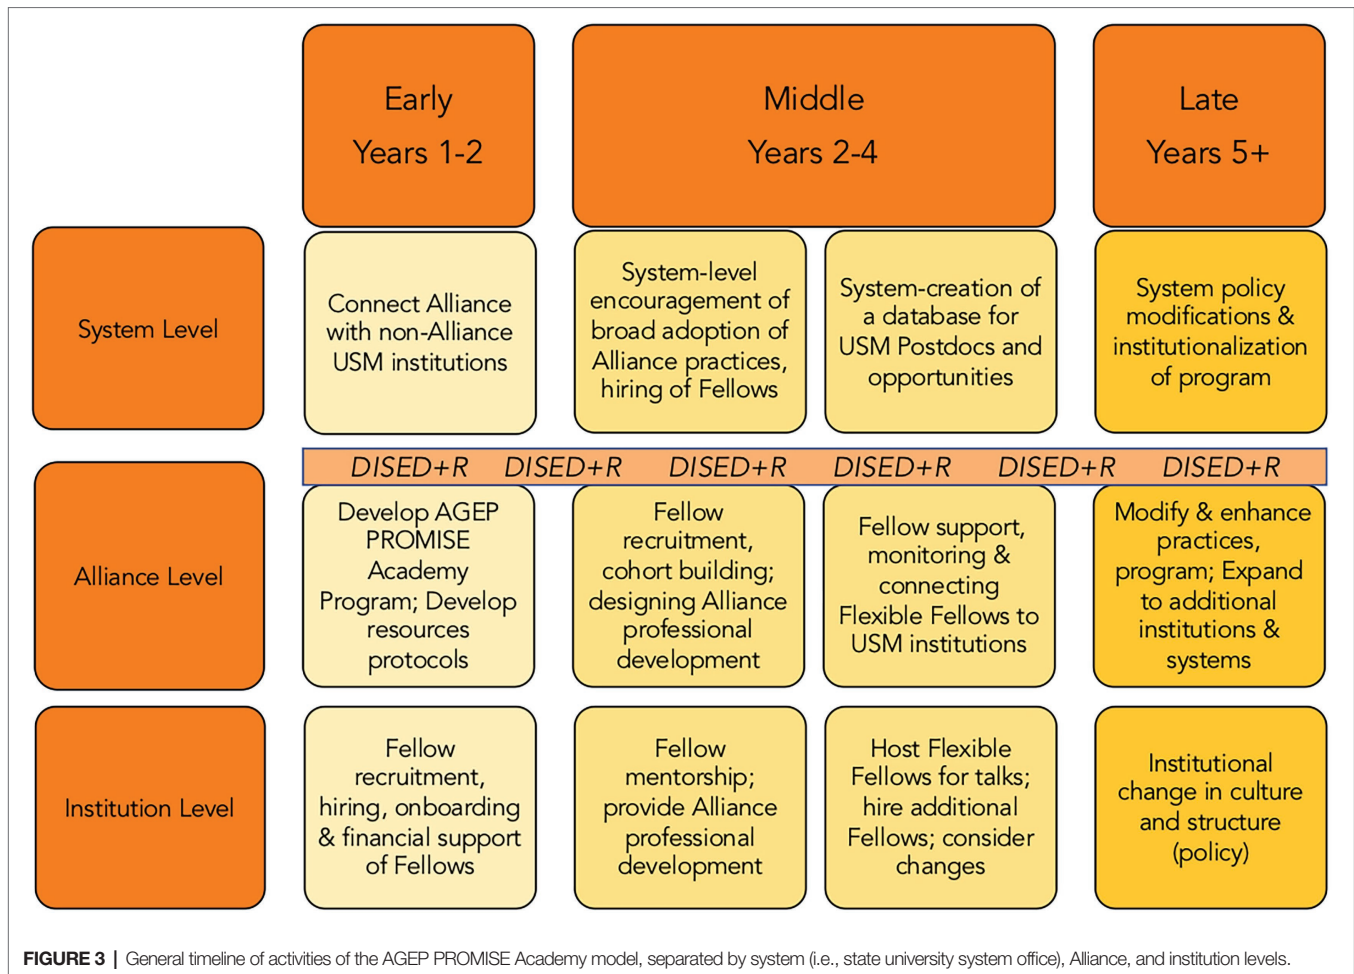 Early
Years 1-2
Middle
Years 2-4
Late
Years 5+
System Level
Connect Alliance
with non-Alliance
USM institutions
System-level
encouragement of
broad adoption of
Alliance practices,
hiring of Fellows
System-creation of
a database for
USM Postdocs and
opportunities
System policy
modifications &
institutionalization
of program
DISED+R DISED+R DISED+R DISED+R DISED+R DISED+R
Alliance Level
Develop AGEP
PROMISE
Academy
Program; Develop
resources
protocols
Fellow
recruitment,
cohort building;
designing Alliance
professional
development
Fellow support,
monitoring &
connecting
Flexible Fellows to
USM institutions
Modify & enhance
practices,
program; Expand
to additional
institutions &
systems
Institution Level
Fellow
recruitment,
hiring, onboarding
& financial support
of Fellows
Fellow
mentorship;
provide Alliance
professional
development
Host Flexible
Fellows for talks;
hire additional
Fellows; consider
changes
Institutional
change in culture
and structure
(policy)
FIGURE 3 | General timeline of activities of the AGEP PROMISE Academy model, separated by system (i.e., state university system office), Alliance, and institution levels.